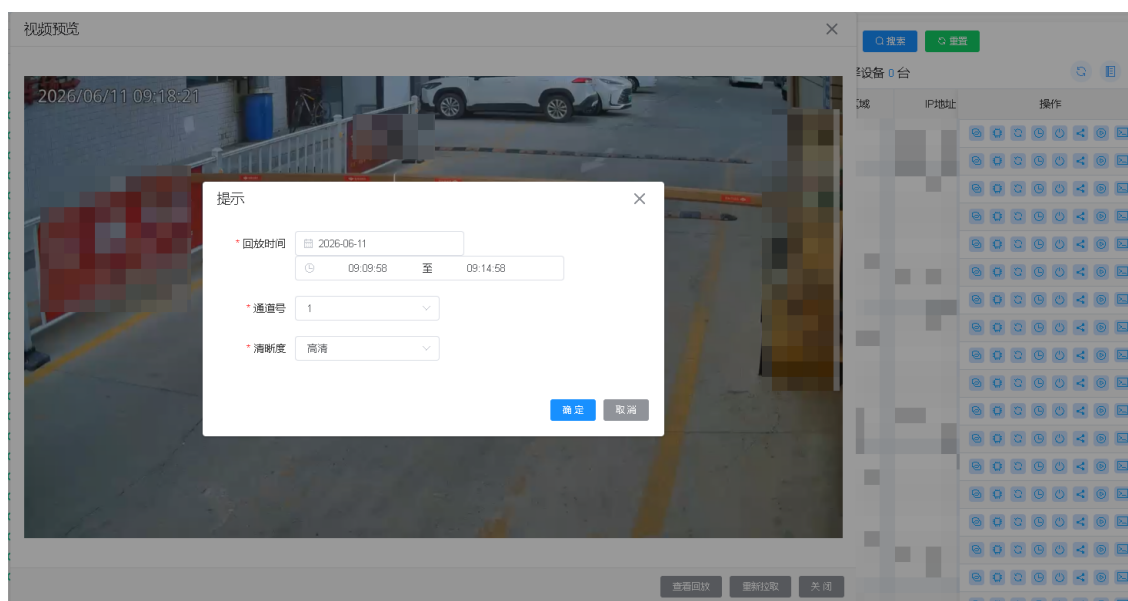 视频预览
搜索 重置
设备 0 台
2026/06/11 09:18:21
IP地址 操作
提示
* 回放时间 2026-06-11
09:09:58 至 09:14:58
* 通道号 1
* 清晰度 高清
确定 取消
查看回放 重新拉取 关闭